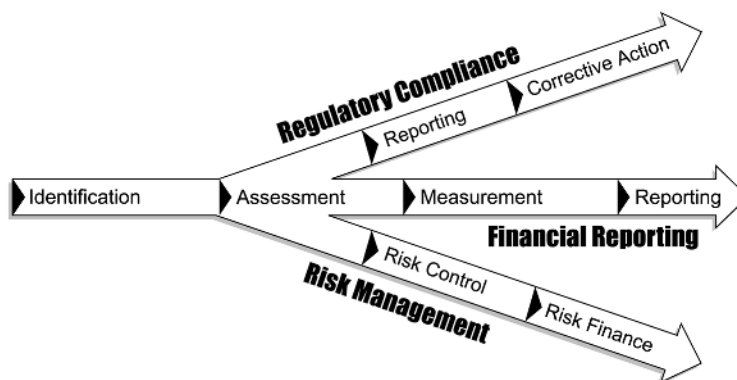 Regulatory Compliance
Reporting
Corrective Action
Identification
Assessment
Measurement
Reporting
Financial Reporting
Risk Management
Risk Control
Risk Finance